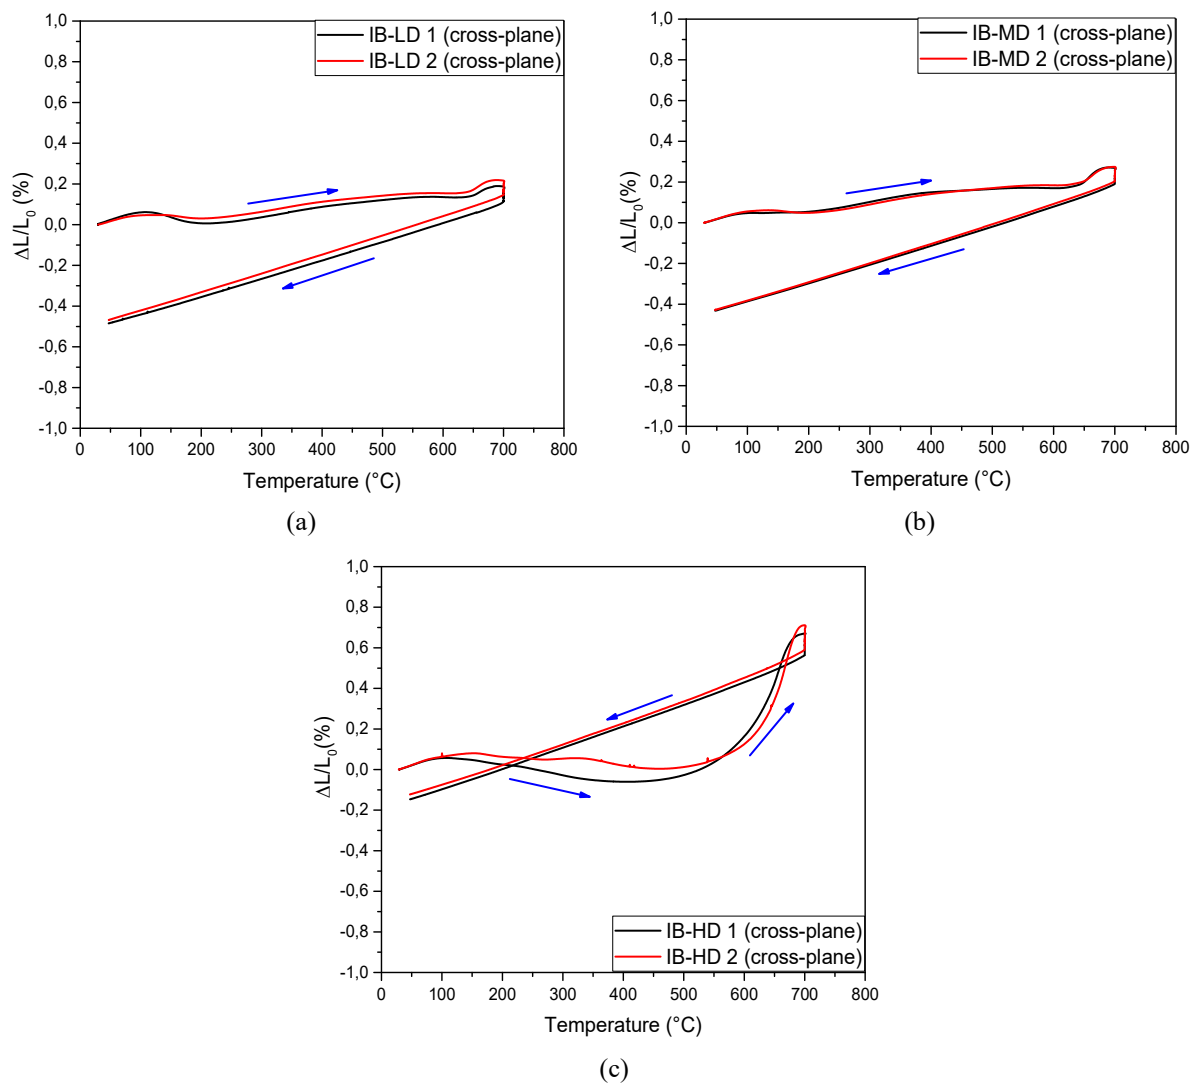 IB-LD 1 (cross-plane)
IB-LD 2 (cross-plane)
1,0
0,8
0,6
0,4
0,2
0,0
-0,2
-0,4
-0,6
-0,8
-1,0
ΔL/L0 (%)
0 100 200 300 400 500 600 700 800
Temperature (°C)
(a)
IB-MD 1 (cross-plane)
IB-MD 2 (cross-plane)
1,0
0,8
0,6
0,4
0,2
0,0
-0,2
-0,4
-0,6
-0,8
-1,0
ΔL/L0(%)
0 100 200 300 400 500 600 700 800
Temperature (°C)
(b)
1,0
0,8
0,6
0,4
0,2
0,0
-0,2
-0,4
-0,6
-0,8
-1,0
ΔL/L0(%)
IB-HD 1 (cross-plane)
IB-HD 2 (cross-plane)
0 100 200 300 400 500 600 700 800
Temperature (°C)
(c)